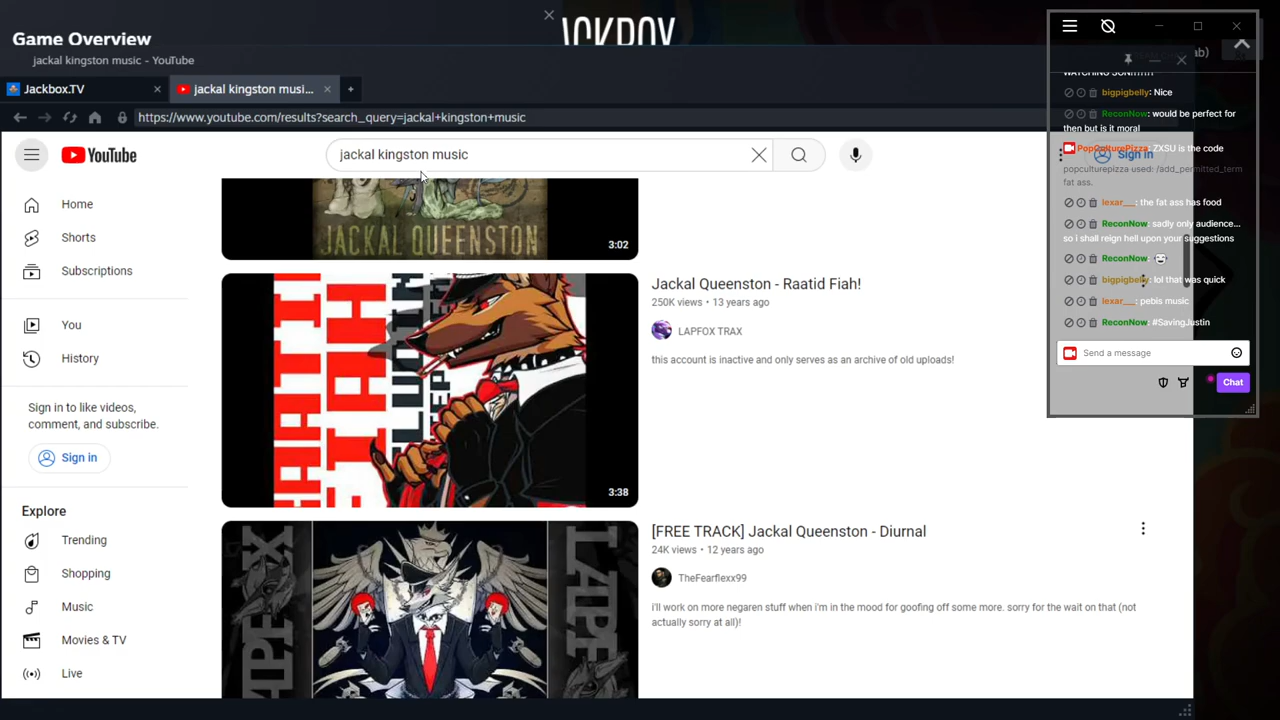 Game Overview
JACKBOX
jackal kingston music - YouTube
Jackbox.TV
jackal kingston musi...
https://www.youtube.com/results?search_query=jackal+kingston+music
YouTube
jackal kingston music
Sign in
Home
Shorts
Subscriptions
You
History
Sign in to like videos,
comment, and subscribe.
Sign in
Explore
Trending
Shopping
Music
Movies & TV
Live
JACKAL QUEENSTON
3:02
3:38
Jackal Queenston - Raatid Fiah!
250K views • 13 years ago
LAPFOX TRAX
this account is inactive and only serves as an archive of old uploads!
[FREE TRACK] Jackal Queenston - Diurnal
24K views • 12 years ago
TheFearflexx99
i'll work on more negaren stuff when i'm in the mood for goofing off some more. sorry for the wait on that (not
actually sorry at all)!
bigpigbelly: Nice
ReconNow: would be perfect for
then but is it moral
PopCulturePizza: ZXSU is the code
popculturepizza used: /add_permitted_term
fat ass.
lexar___: the fat ass has food
ReconNow: sadly only audience...
so i shall reign hell upon your suggestions
ReconNow:
bigpigbelly: lol that was quick
lexar___: pebis music
ReconNow: #SavingJustin
Send a message
Chat